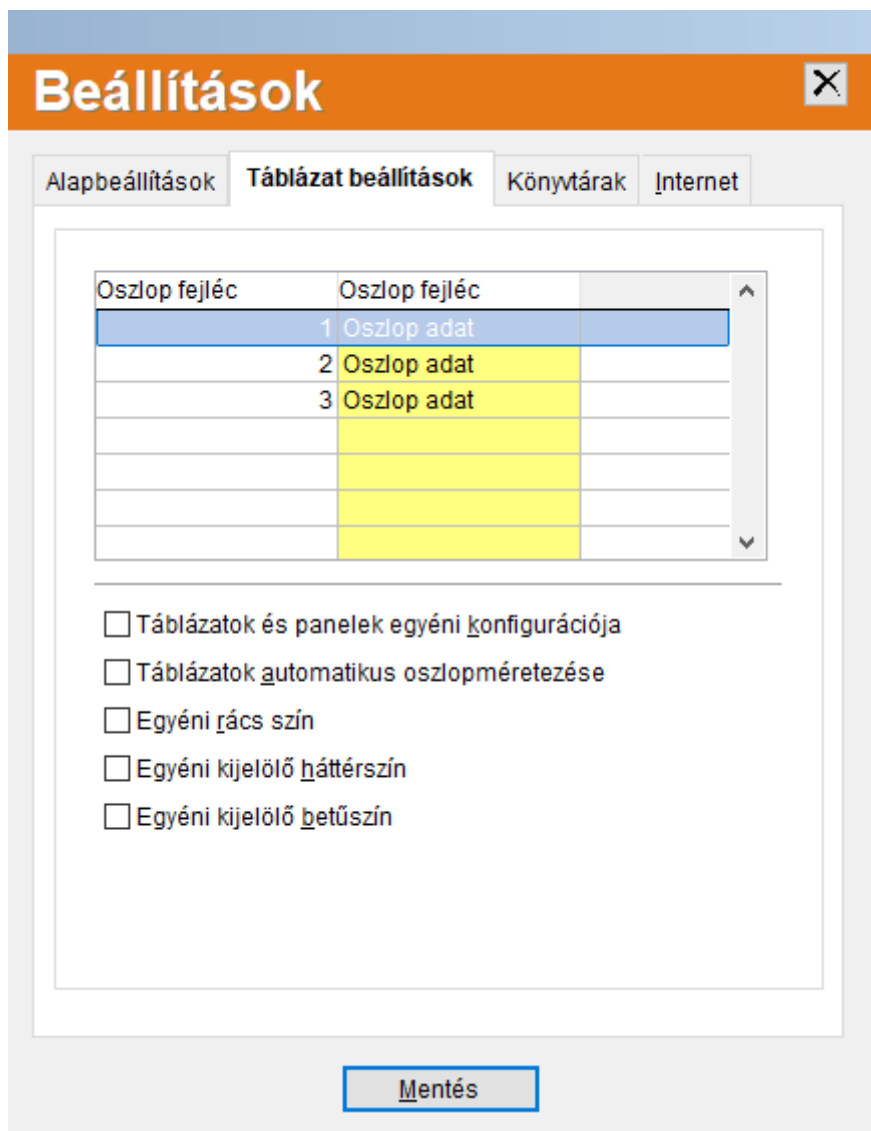 Beállítások
Alapbeállítások Táblázat beállítások Könyvtárak Internet
Oszlop fejléc Oszlop fejléc
1 Oszlop adat
2 Oszlop adat
3 Oszlop adat
Táblázatok és panelek egyéni konfigurációja
Táblázatok automatikus oszlopméretezése
Egyéni rács szín
Egyéni kijelölő háttérszín
Egyéni kijelölő betűszín
Mentés